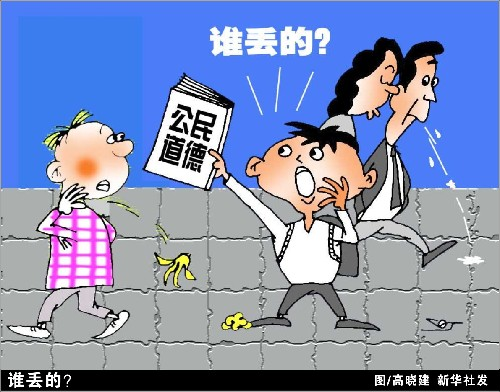 谁丢的?
公民
道德
谁丢的?
图/高晓建 新华社发